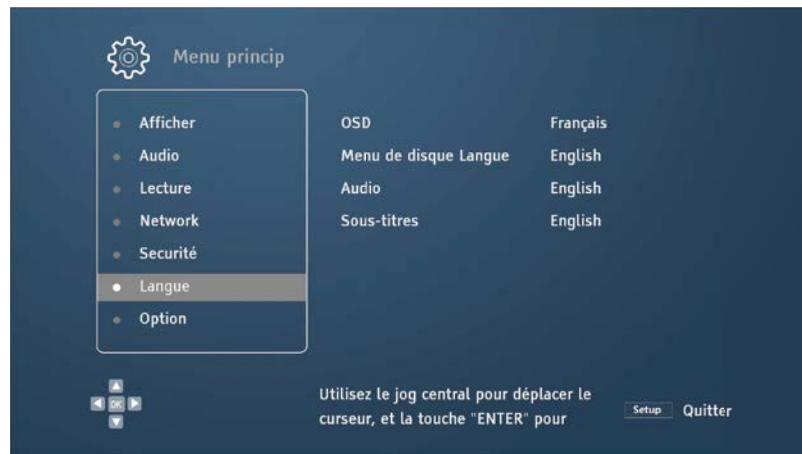 Menu princip
Afficher
Audio
Lecture
Network
Securité
Langue
Option
OSD Français
Menu de disque Langue English
Audio English
Sous-titres English
OK
Utilisez le jog central pour déplacer le
curseur, et la touche "ENTER" pour
Setup Quitter